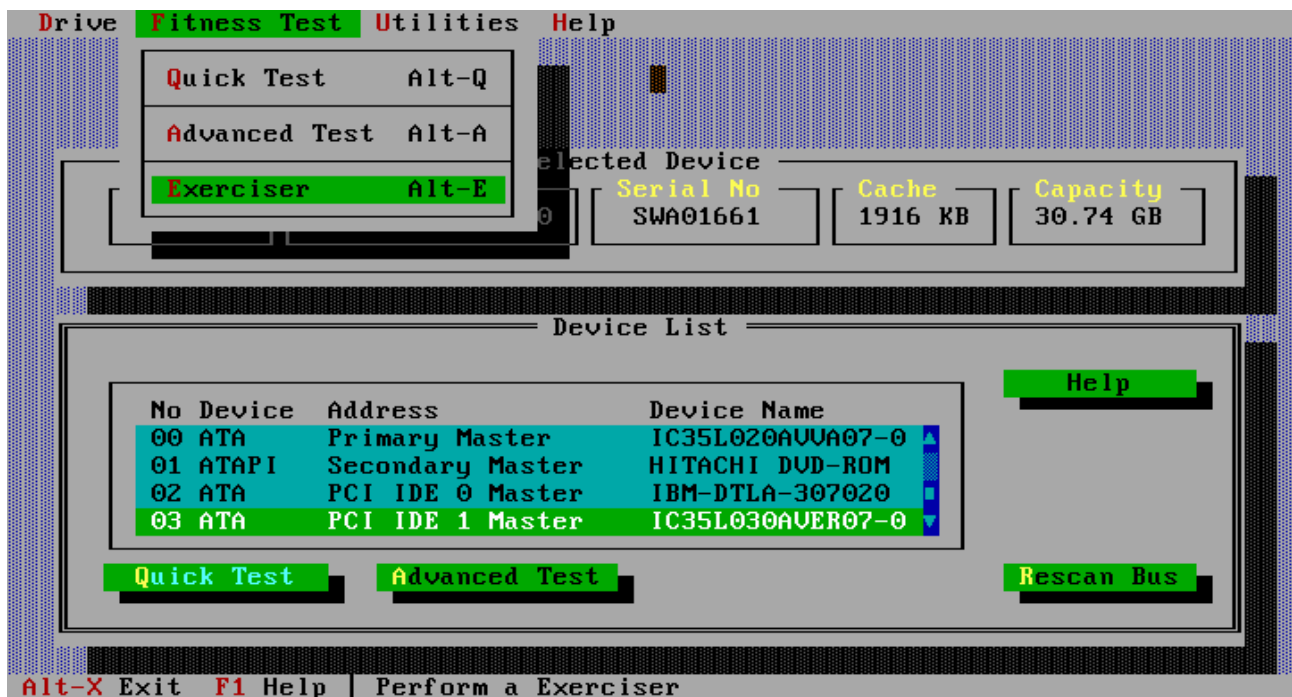 Drive Fitness Test Utilities Help
Quick Test Alt-Q
Advanced Test Alt-A
elected Device
Exerciser Alt-E
Serial No Cache Capacity
0 SWA01661 1916 KB 30.74 GB
Device List
Help
No Device Address Device Name
00 ATA Primary Master IC35L020AVVA07-0
01 ATAPI Secondary Master HITACHI DVD-ROM
02 ATA PCI IDE 0 Master IBM-DTLA-307020
03 ATA PCI IDE 1 Master IC35L030AVER07-0
Quick Test Advanced Test Rescan Bus
Alt-X Exit F1 Help | Perform a Exerciser